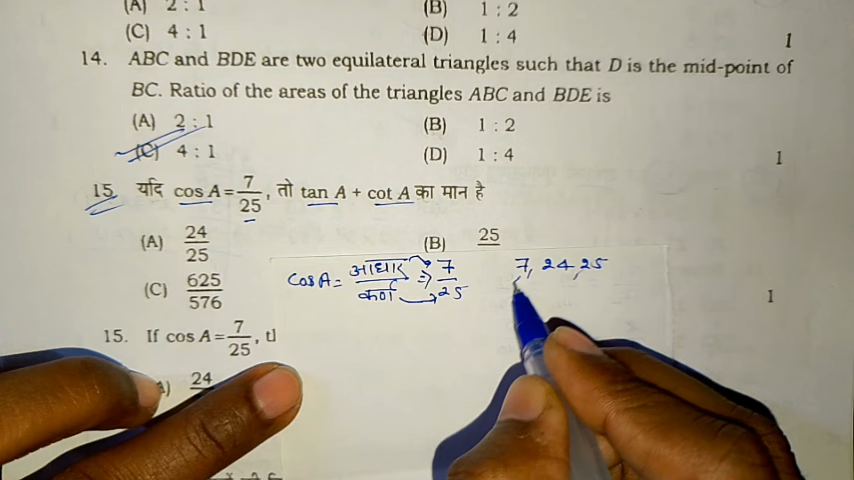 (A) 2 : 1 (B) 1 : 2
(C) 4 : 1 (D) 1 : 4
1
14. ABC and BDE are two equilateral triangles such that D is the mid-point of
BC. Ratio of the areas of the triangles ABC and BDE is
(A) 2 : 1 (B) 1 : 2
(C) 4 : 1 (D) 1 : 4 1
15. यदि cos A = 7/25, तो tan A + cot A का मान है
(A) 24/25 (B) 25
(C) 625/576 1
cos A = आधार/कर्ण => 7/25 7, 24, 25
15. If cos A = 7/25,
A) 24